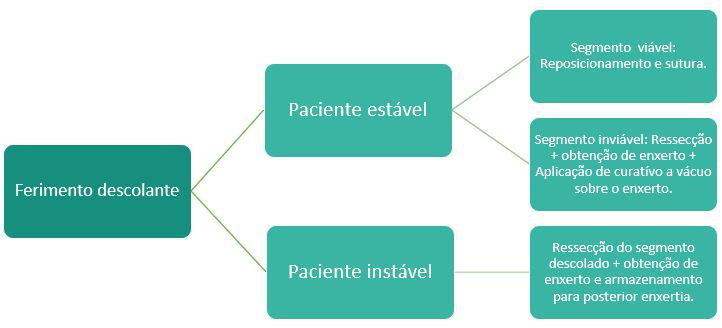 Ferimento descolante
Paciente estável
Segmento viável:
Reposicionamento e sutura.
Segmento inviável: Ressecção
+ obtenção de enxerto +
Aplicação de curatívo a vácuo
sobre o enxerto.
Paciente instável
Ressecção do segmento
descolado + obtenção de
enxerto e armazenamento
para posterior enxertia.